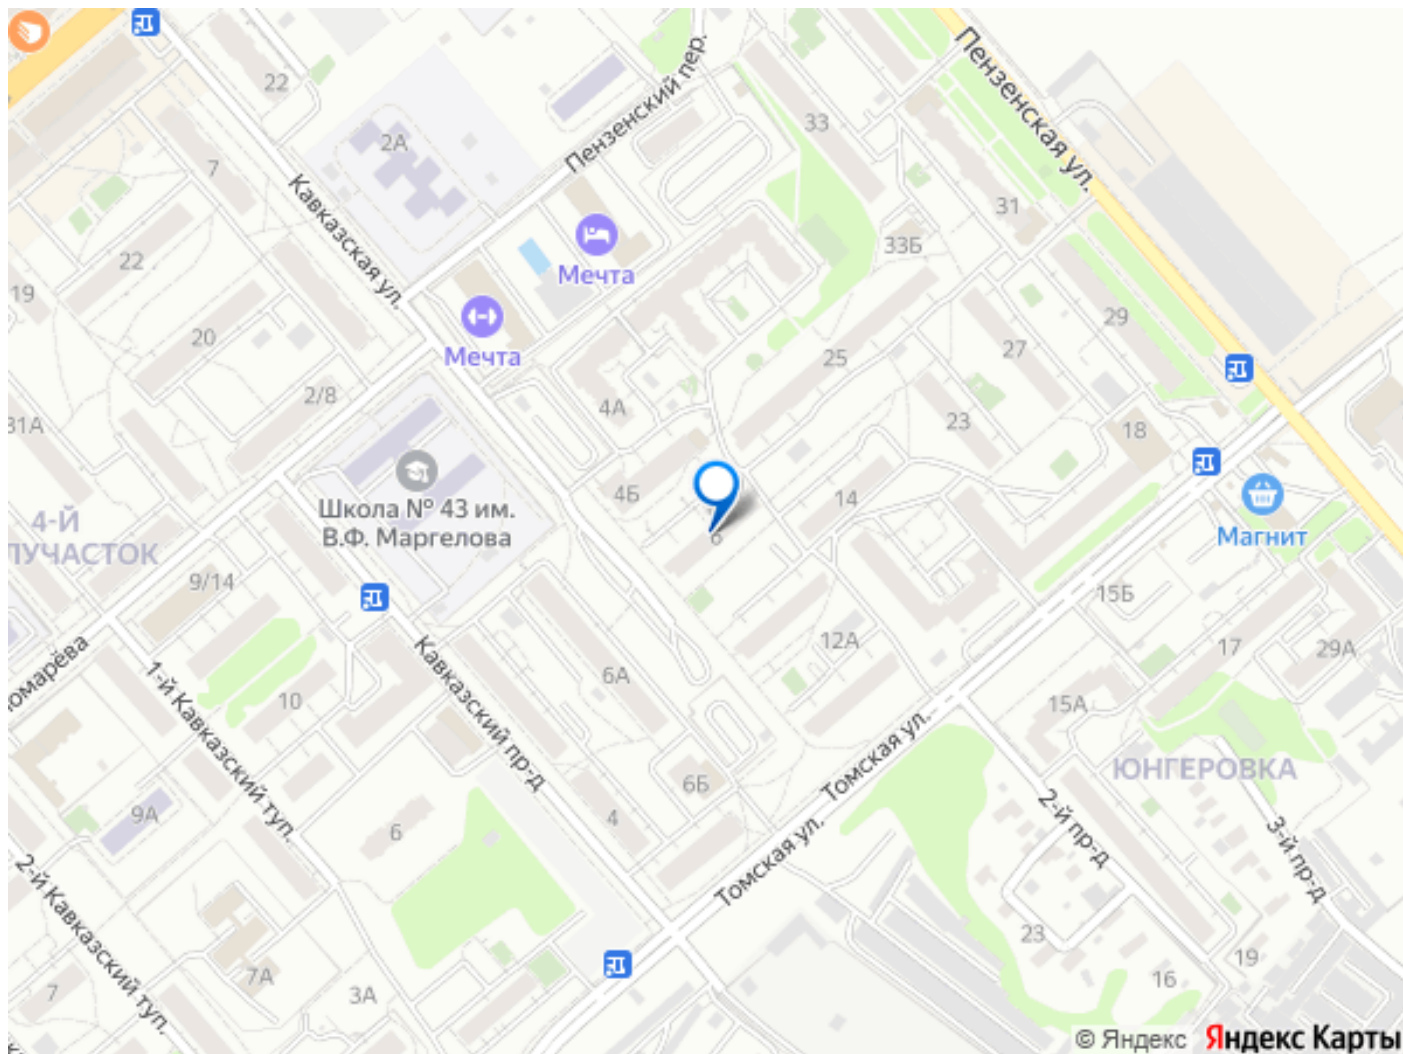 22
2А
7
Пензенский пер.
33
Пензенская ул.
Кавказская ул.
31
22
33Б
19
Мечта
20
Мечта
29
27
25
2/8
4А
23
31А
18
4Б
14
Школа № 43 им.
В.Ф. Маргелова
Магнит
4-Й
ЛУЧАСТОК
9/14
15Б
12А
17
29А
6А
10
15А
1-й Кавказский туп.
Кавказский пр-д
Томская ул.
ЮНГЕРОВКА
6Б
2-й пр-д
3-й пр-д
9А
6
4
Томская ул.
2-й Кавказский туп.
23
19
16
7А
3А
7
© Яндекс Яндекс Карты